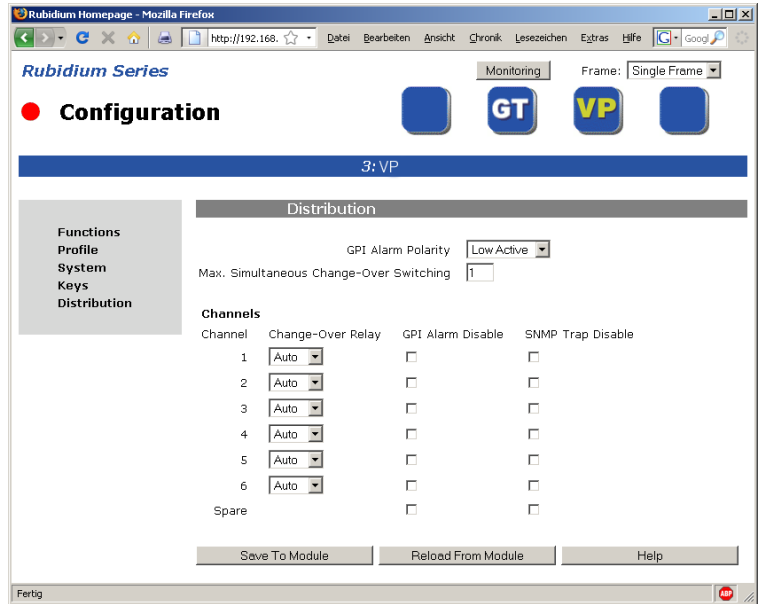 Rubidium Homepage - Mozilla Firefox
http://192.168. Datei Bearbeiten Ansicht Chronik Lesezeichen Extras Hilfe G Googl
Rubidium Series Monitoring Frame: Single Frame
Configuration GT VP
3: VP
Distribution
Functions
Profile
System
Keys
Distribution
GPI Alarm Polarity Low Active
Max. Simultaneous Change-Over Switching 1
Channels
Channel Change-Over Relay GPI Alarm Disable SNMP Trap Disable
1 Auto
2 Auto
3 Auto
4 Auto
5 Auto
6 Auto
Spare
Save To Module Reload From Module Help
Fertig ABP